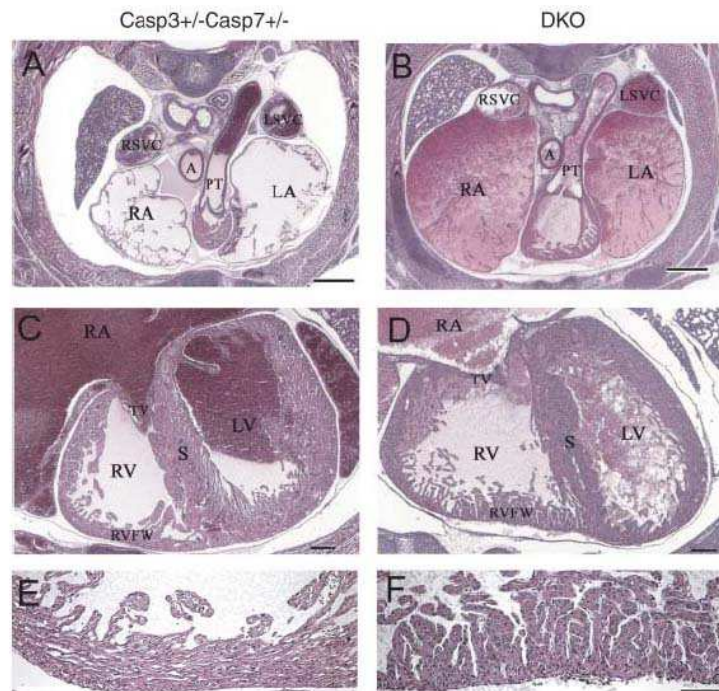 Casp3+/-Casp7+/- DKO
A B
RSVC LSVC RSVC LSVC
A A
PT PT
RA LA RA LA
C D
RA RA
TV TV
LV LV
RV S RV S
RVFW RVFW
E F